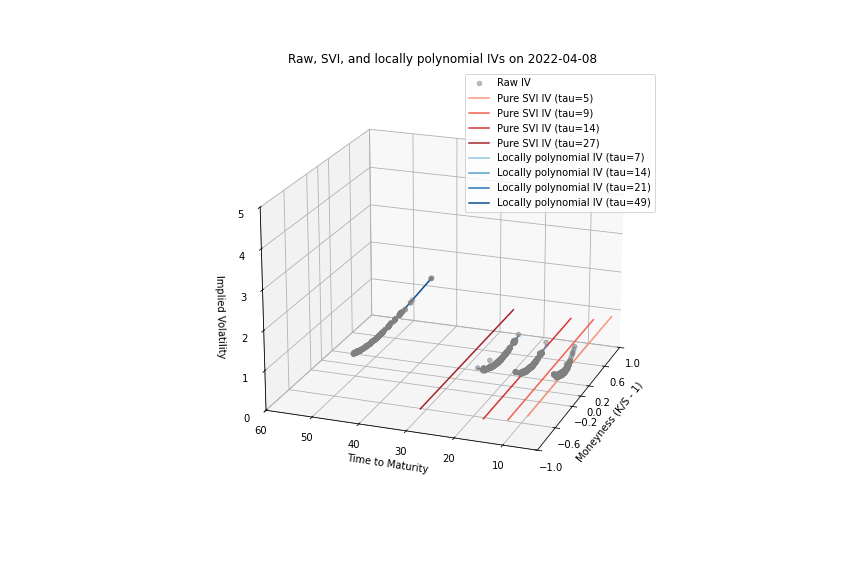 Raw, SVI, and locally polynomial IVs on 2022-04-08
Raw IV
Pure SVI IV (tau=5)
Pure SVI IV (tau=9)
Pure SVI IV (tau=14)
Pure SVI IV (tau=27)
Locally polynomial IV (tau=7)
Locally polynomial IV (tau=14)
Locally polynomial IV (tau=21)
Locally polynomial IV (tau=49)
5
4
3
2
1
0
Implied Volatility
60
50
40
30
20
10
Time to Maturity
1.0
0.6
0.2
0.0
−0.2
−0.6
−1.0
Moneyness (K/S - 1)